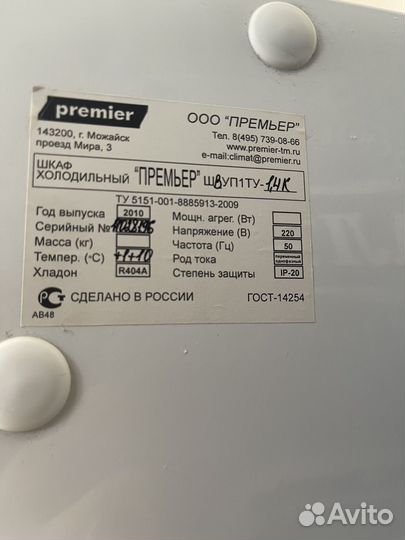 premier
ООО "ПРЕМЬЕР"
143200, г. Можайск
проезд Мира, 3
Тел. 8(495) 739-08-66
www.premier-tm.ru
e-mail:climat@premier.ru
ШКАФ
ХОЛОДИЛЬНЫЙ "ПРЕМЬЕР" ШВУП1ТУ-1,4К
ТУ 5151-001-8885913-2009
Год выпуска 2010
Серийный №
Масса (кг)
Темпер. (◦C) +1+10
Хладон R404A
Мощн. агрег. (Вт)
Напряжения (В) 220
Частота (Гц) 50
Род тока переменный однофазный
Степень защиты IP-20
СДЕЛАНО В РОССИИ
ГОСТ-14254
АВ48
Avito